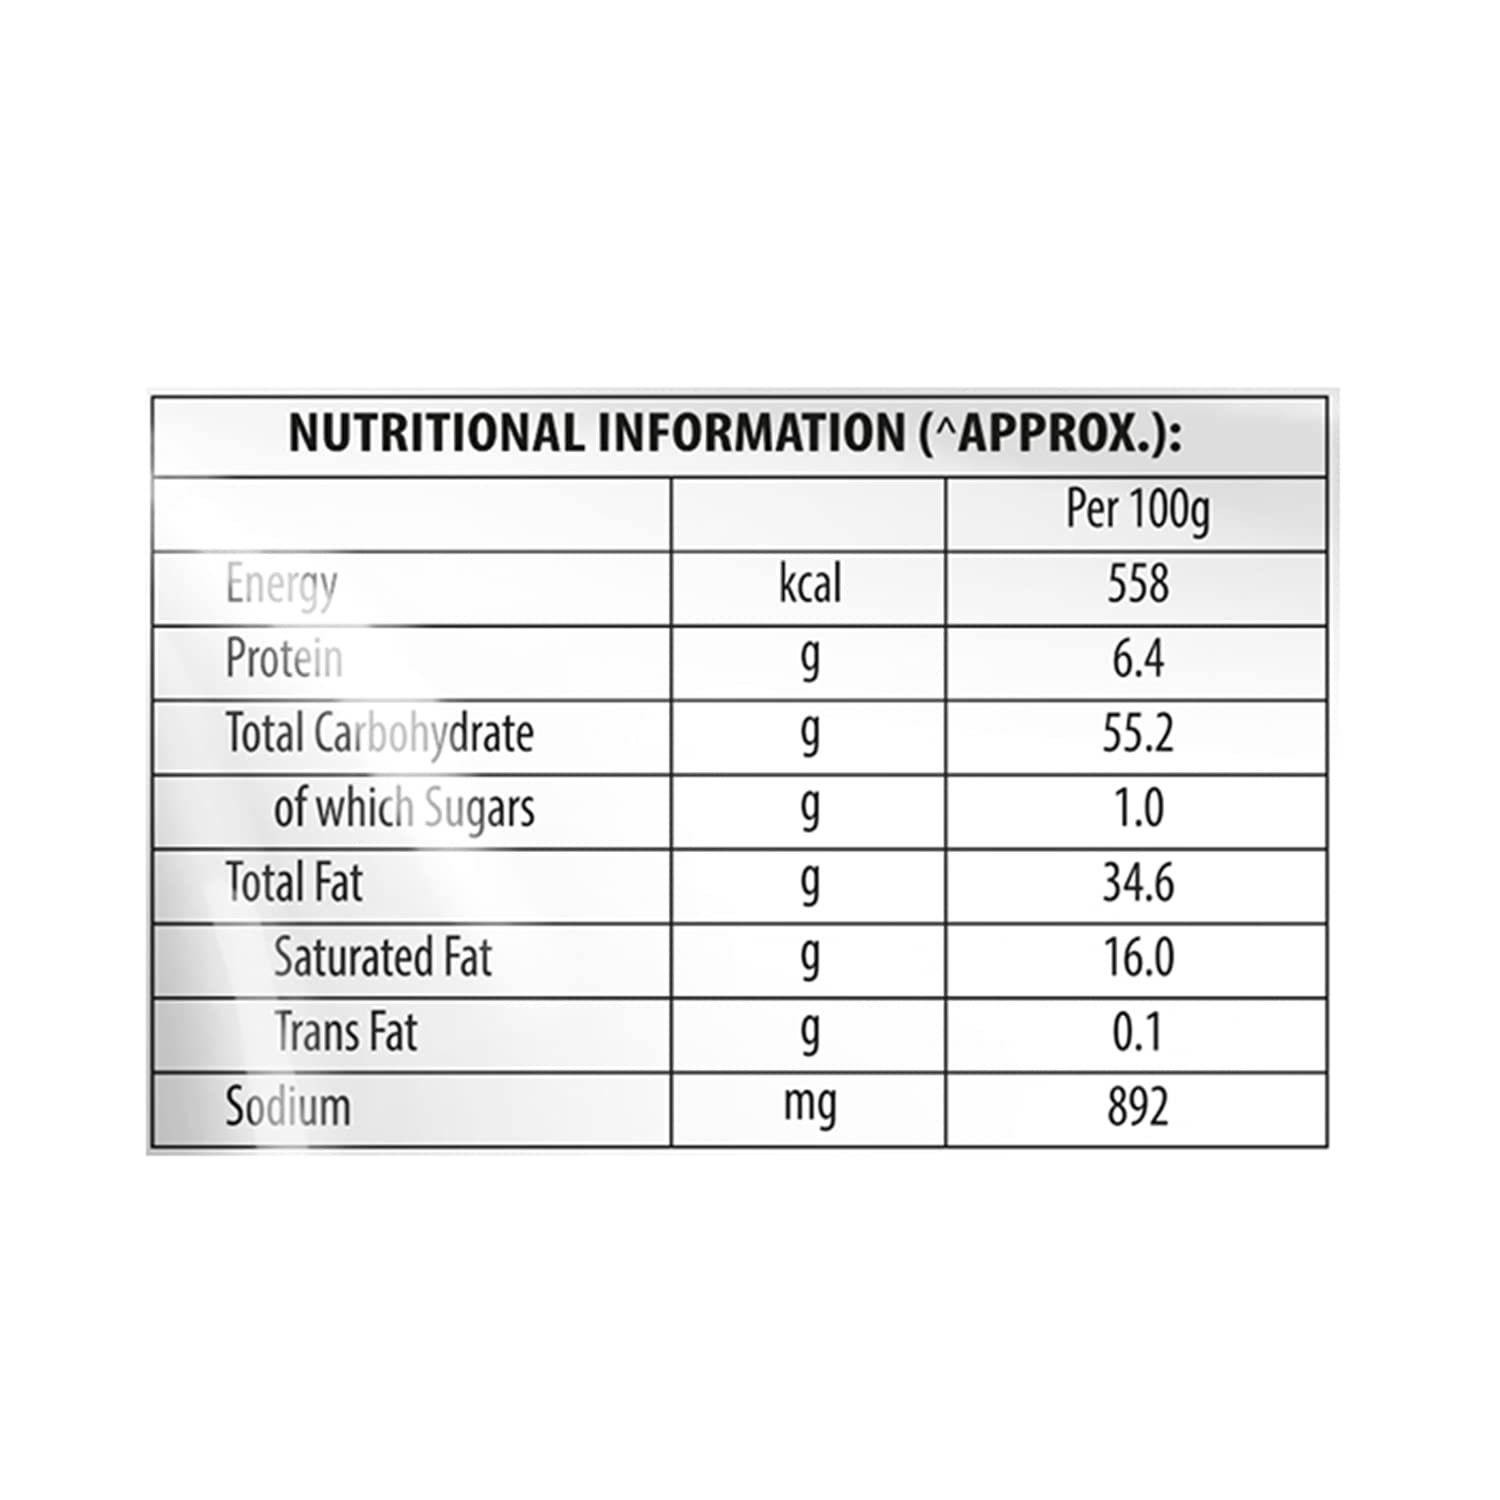 NUTRITIONAL INFORMATION (^APPROX.):
Per 100g
Energy kcal 558
Protein g 6.4
Total Carbohydrate g 55.2
of which Sugars g 1.0
Total Fat g 34.6
Saturated Fat g 16.0
Trans Fat g 0.1
Sodium mg 892